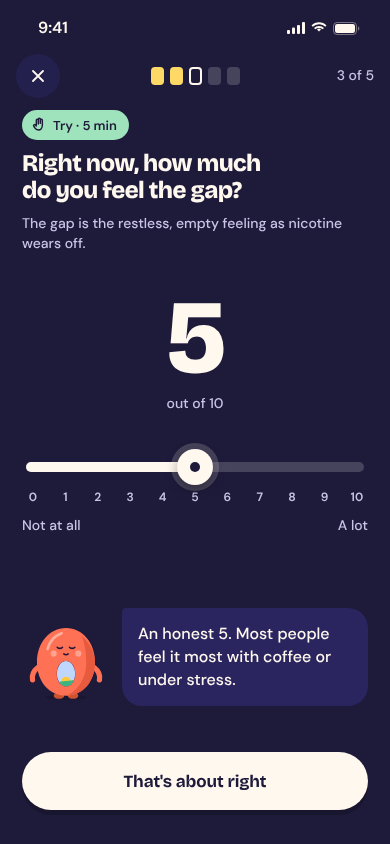 9:41
3 of 5
Try · 5 min
Right now, how much
do you feel the gap?
The gap is the restless, empty feeling as nicotine
wears off.
5
out of 10
0 1 2 3 4 5 6 7 8 9 10
Not at all A lot
An honest 5. Most people
feel it most with coffee or
under stress.
That's about right